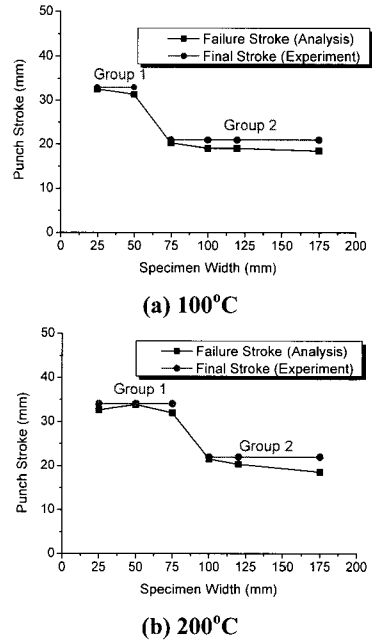 Failure Stroke (Analysis)
Final Stroke (Experiment)
50
40
30
20
10
0
Punch Stroke (mm)
Group 1
Group 2
0 25 50 75 100 125 150 175 200
Specimen Width (mm)
(a) 100°C
Failure Stroke (Analysis)
Final Stroke (Experiment)
50
40
30
20
10
0
Punch Stroke (mm)
Group 1
Group 2
0 25 50 75 100 125 150 175 200
Specimen Width (mm)
(b) 200°C